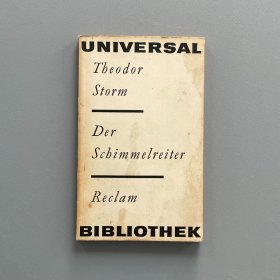 UNIVERSAL
Theodor
Storm
Der
Schimmelreiter
Reclam
BIBLIOTHEK